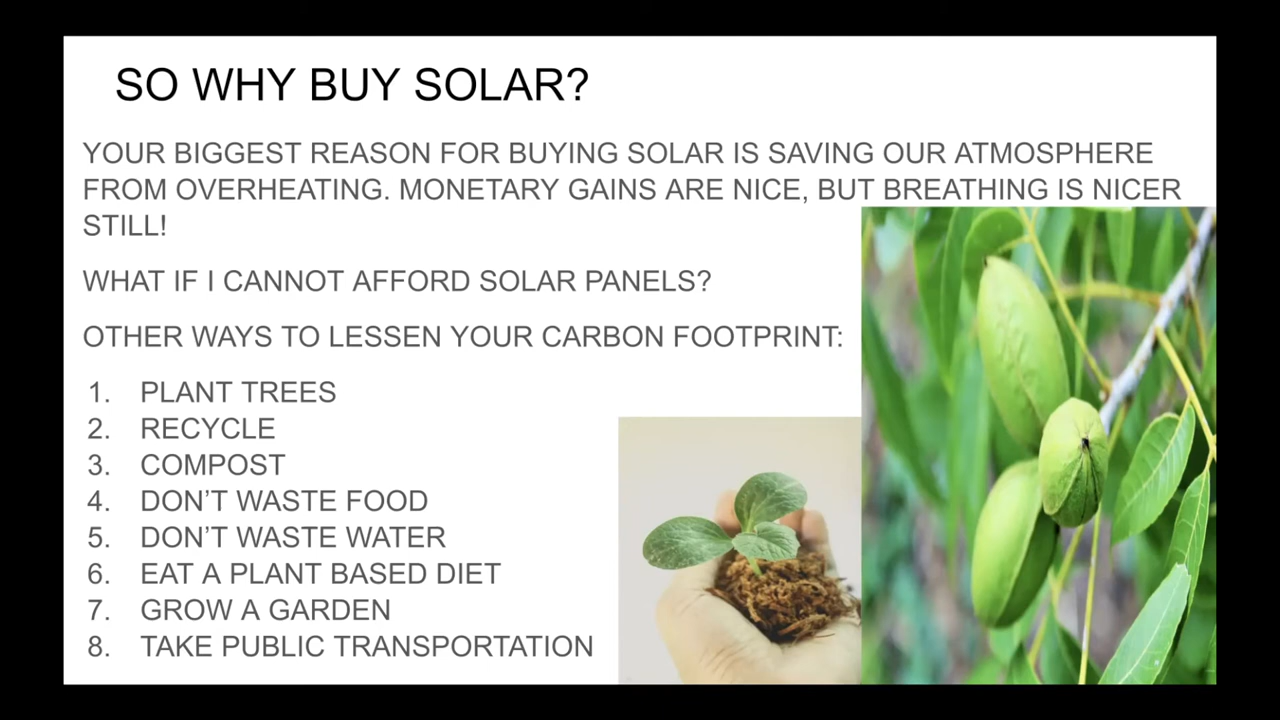 SO WHY BUY SOLAR?
YOUR BIGGEST REASON FOR BUYING SOLAR IS SAVING OUR ATMOSPHERE
FROM OVERHEATING. MONETARY GAINS ARE NICE, BUT BREATHING IS NICER
STILL!
WHAT IF I CANNOT AFFORD SOLAR PANELS?
OTHER WAYS TO LESSEN YOUR CARBON FOOTPRINT:
1. PLANT TREES
2. RECYCLE
3. COMPOST
4. DON’T WASTE FOOD
5. DON’T WASTE WATER
6. EAT A PLANT BASED DIET
7. GROW A GARDEN
8. TAKE PUBLIC TRANSPORTATION